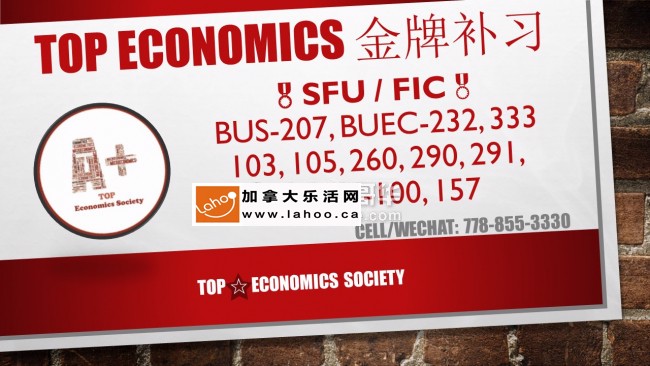 TOP ECONOMICS 金牌补习
SFU / FIC
BUS-207, BUEC-232, 333
103, 105, 260, 290, 291,
100, 157
A+
TOP
Economics Society
Laho
加拿大乐活网
www.lahoo.ca
CELL/WECHAT: 778-855-3330
TOP ☆ ECONOMICS SOCIETY